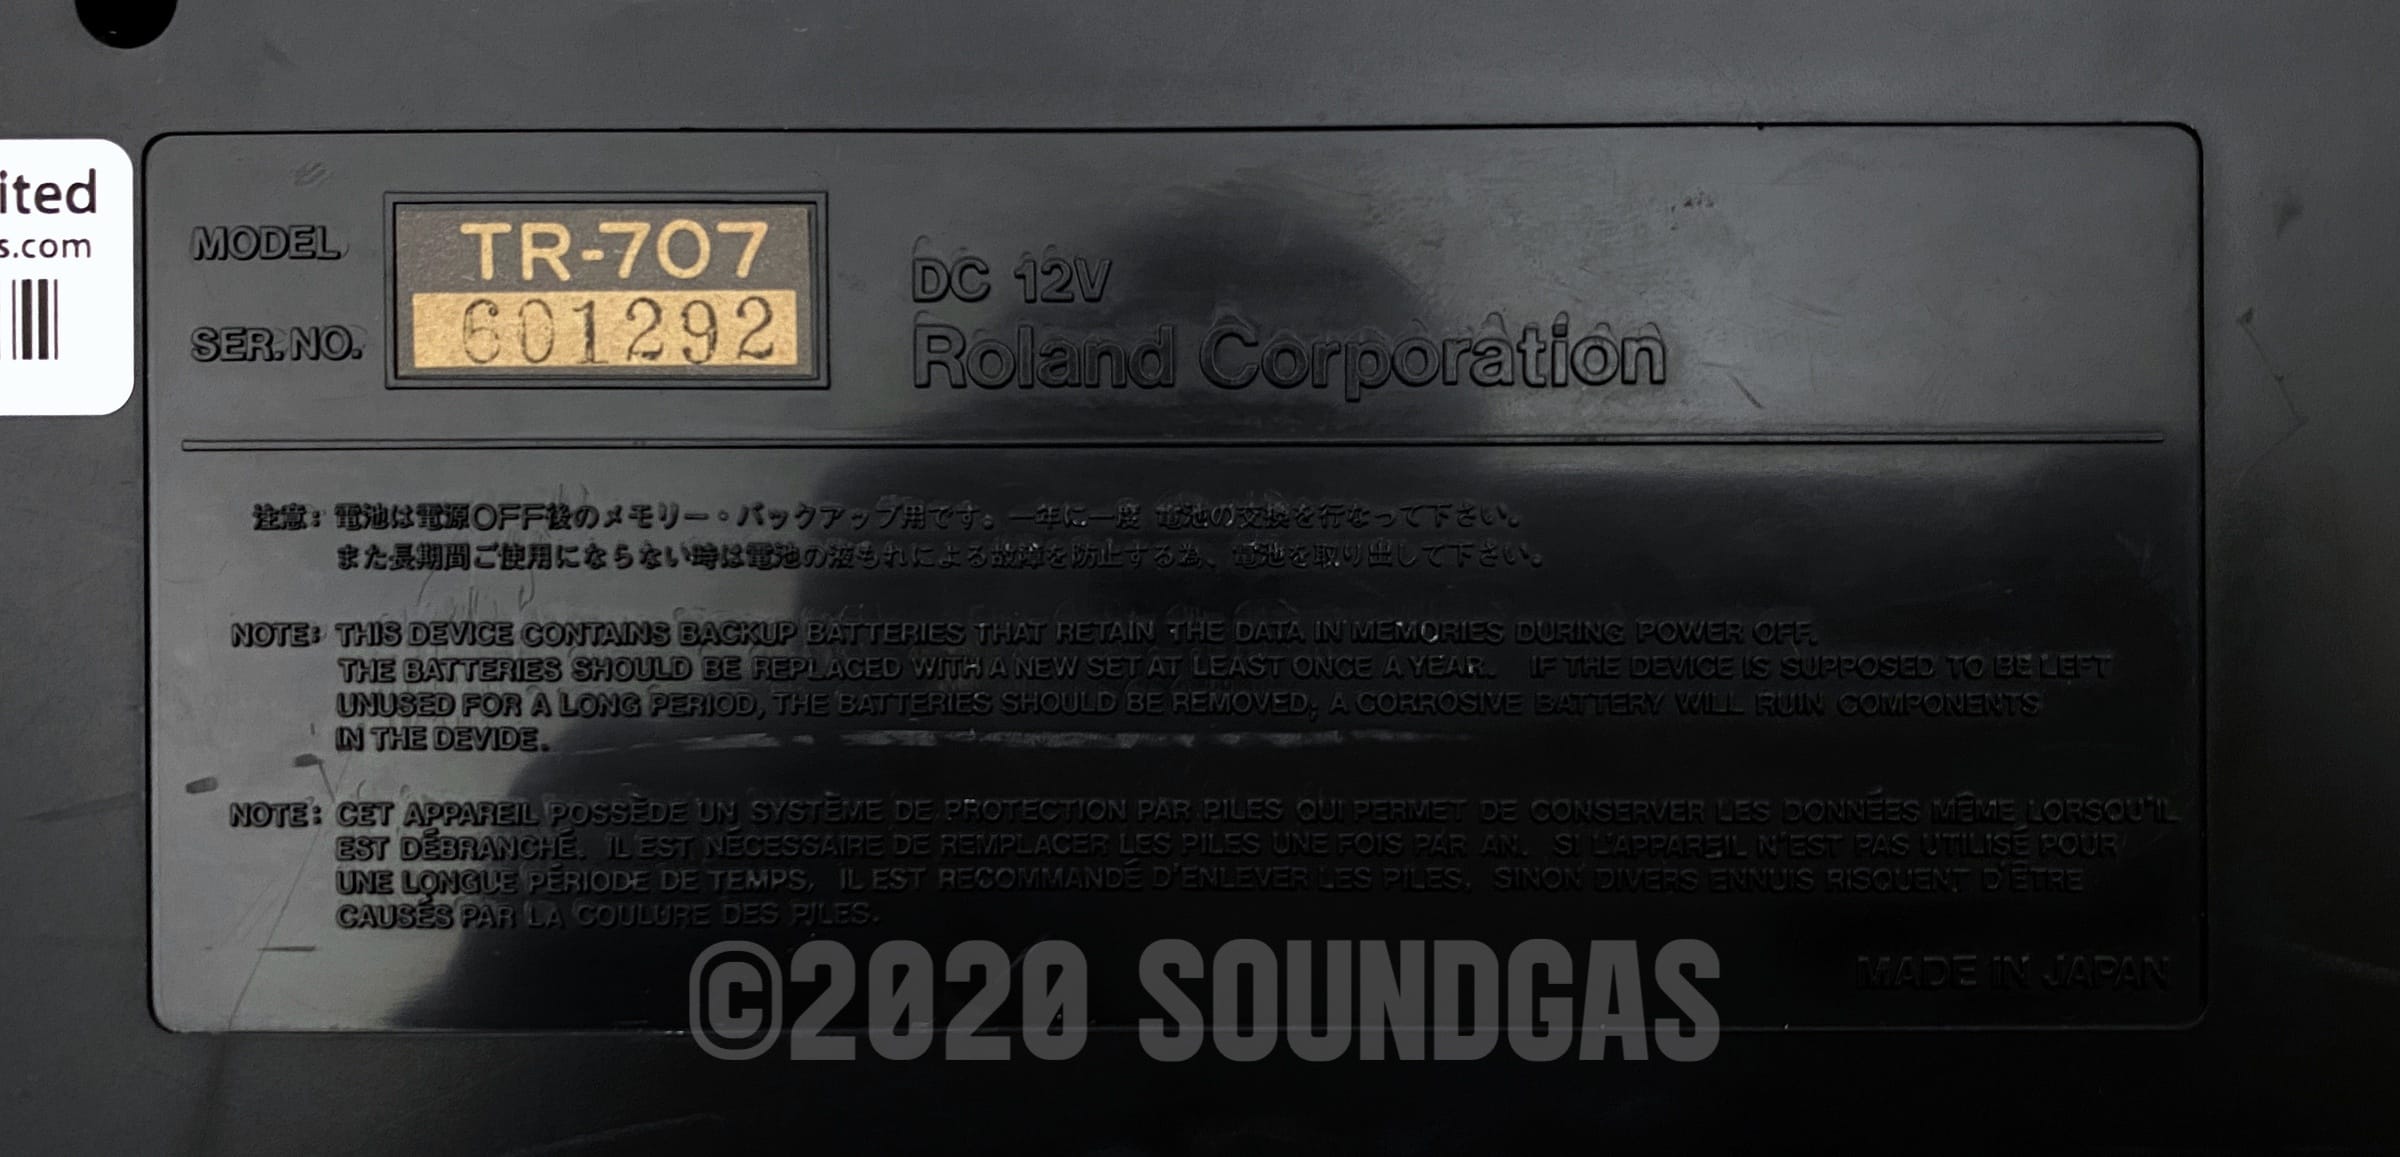 ited
s.com
MODEL TR-707
SER. NO. 601292
DC 12V
Roland Corporation
注意: 電池は電源OFF後のメモリー・バックアップ用です。一年に一度 電池の交換を行なって下さい。
また長期間ご使用にならない時は電池の液もれによる故障を防止する為、電池を取り出して下さい。
NOTE: THIS DEVICE CONTAINS BACKUP BATTERIES THAT RETAIN THE DATA IN MEMORIES DURING POWER OFF.
THE BATTERIES SHOULD BE REPLACED WITH A NEW SET AT LEAST ONCE A YEAR. IF THE DEVICE IS SUPPOSED TO BE LEFT
UNUSED FOR A LONG PERIOD, THE BATTERIES SHOULD BE REMOVED; A CORROSIVE BATTERY WILL RUIN COMPONENTS
IN THE DEVIDE.
NOTE: CET APPAREIL POSSÈDE UN SYSTÈME DE PROTECTION PAR PILES QUI PERMET DE CONSERVER LES DONNÉES MÊME LORSQU'IL
EST DÉBRANCHÉ. IL EST NÉCESSAIRE DE REMPLACER LES PILES UNE FOIS PAR AN. SI L'APPAREIL N'EST PAS UTILISÉ POUR
UNE LONGUE PÉRIODE DE TEMPS, IL EST RECOMMANDÉ D'ENLEVER LES PILES, SINON DIVERS ENNUIS RISQUENT D'ÊTRE
CAUSÉS PAR LA COULURE DES PILES.
MADE IN JAPAN
©2020 SOUNDGAS